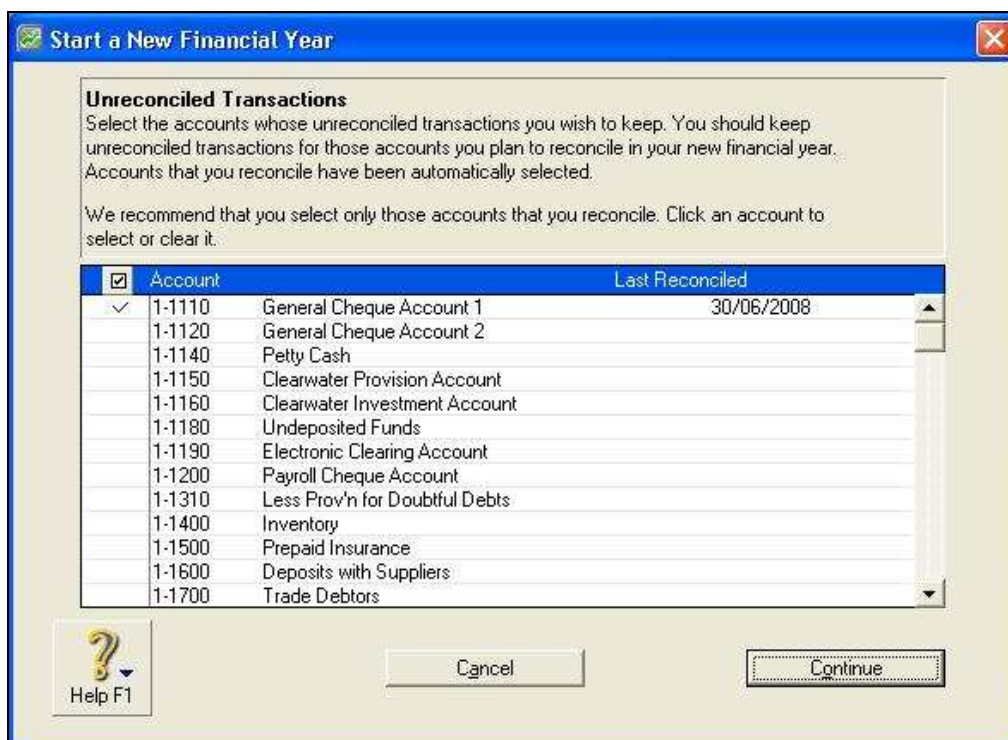 Start a New Financial Year
Unreconciled Transactions
Select the accounts whose unreconciled transactions you wish to keep. You should keep
unreconciled transactions for those accounts you plan to reconcile in your new financial year.
Accounts that you reconcile have been automatically selected.
We recommend that you select only those accounts that you reconcile. Click an account to
select or clear it.
Account Last Reconciled
1-1110 General Cheque Account 1 30/06/2008
1-1120 General Cheque Account 2
1-1140 Petty Cash
1-1150 Clearwater Provision Account
1-1160 Clearwater Investment Account
1-1180 Undeposited Funds
1-1190 Electronic Clearing Account
1-1200 Payroll Cheque Account
1-1310 Less Prov'n for Doubtful Debts
1-1400 Inventory
1-1500 Prepaid Insurance
1-1600 Deposits with Suppliers
1-1700 Trade Debtors
Help F1
Cancel
Continue